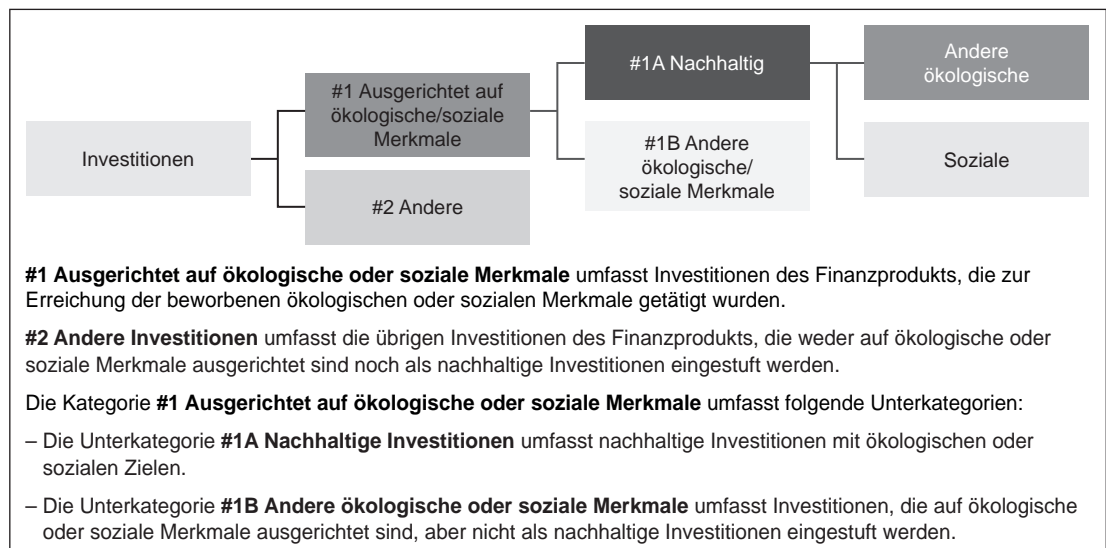 #1A Nachhaltig
Andere
ökologische
#1 Ausgerichtet auf
ökologische/soziale
Merkmale
Investitionen
#1B Andere
ökologische/
soziale Merkmale
Soziale
#2 Andere
#1 Ausgerichtet auf ökologische oder soziale Merkmale umfasst Investitionen des Finanzprodukts, die zur
Erreichung der beworbenen ökologischen oder sozialen Merkmale getätigt wurden.
#2 Andere Investitionen umfasst die übrigen Investitionen des Finanzprodukts, die weder auf ökologische oder
soziale Merkmale ausgerichtet sind noch als nachhaltige Investitionen eingestuft werden.
Die Kategorie #1 Ausgerichtet auf ökologische oder soziale Merkmale umfasst folgende Unterkategorien:
– Die Unterkategorie #1A Nachhaltige Investitionen umfasst nachhaltige Investitionen mit ökologischen oder
sozialen Zielen.
– Die Unterkategorie #1B Andere ökologische oder soziale Merkmale umfasst Investitionen, die auf ökologische
oder soziale Merkmale ausgerichtet sind, aber nicht als nachhaltige Investitionen eingestuft werden.